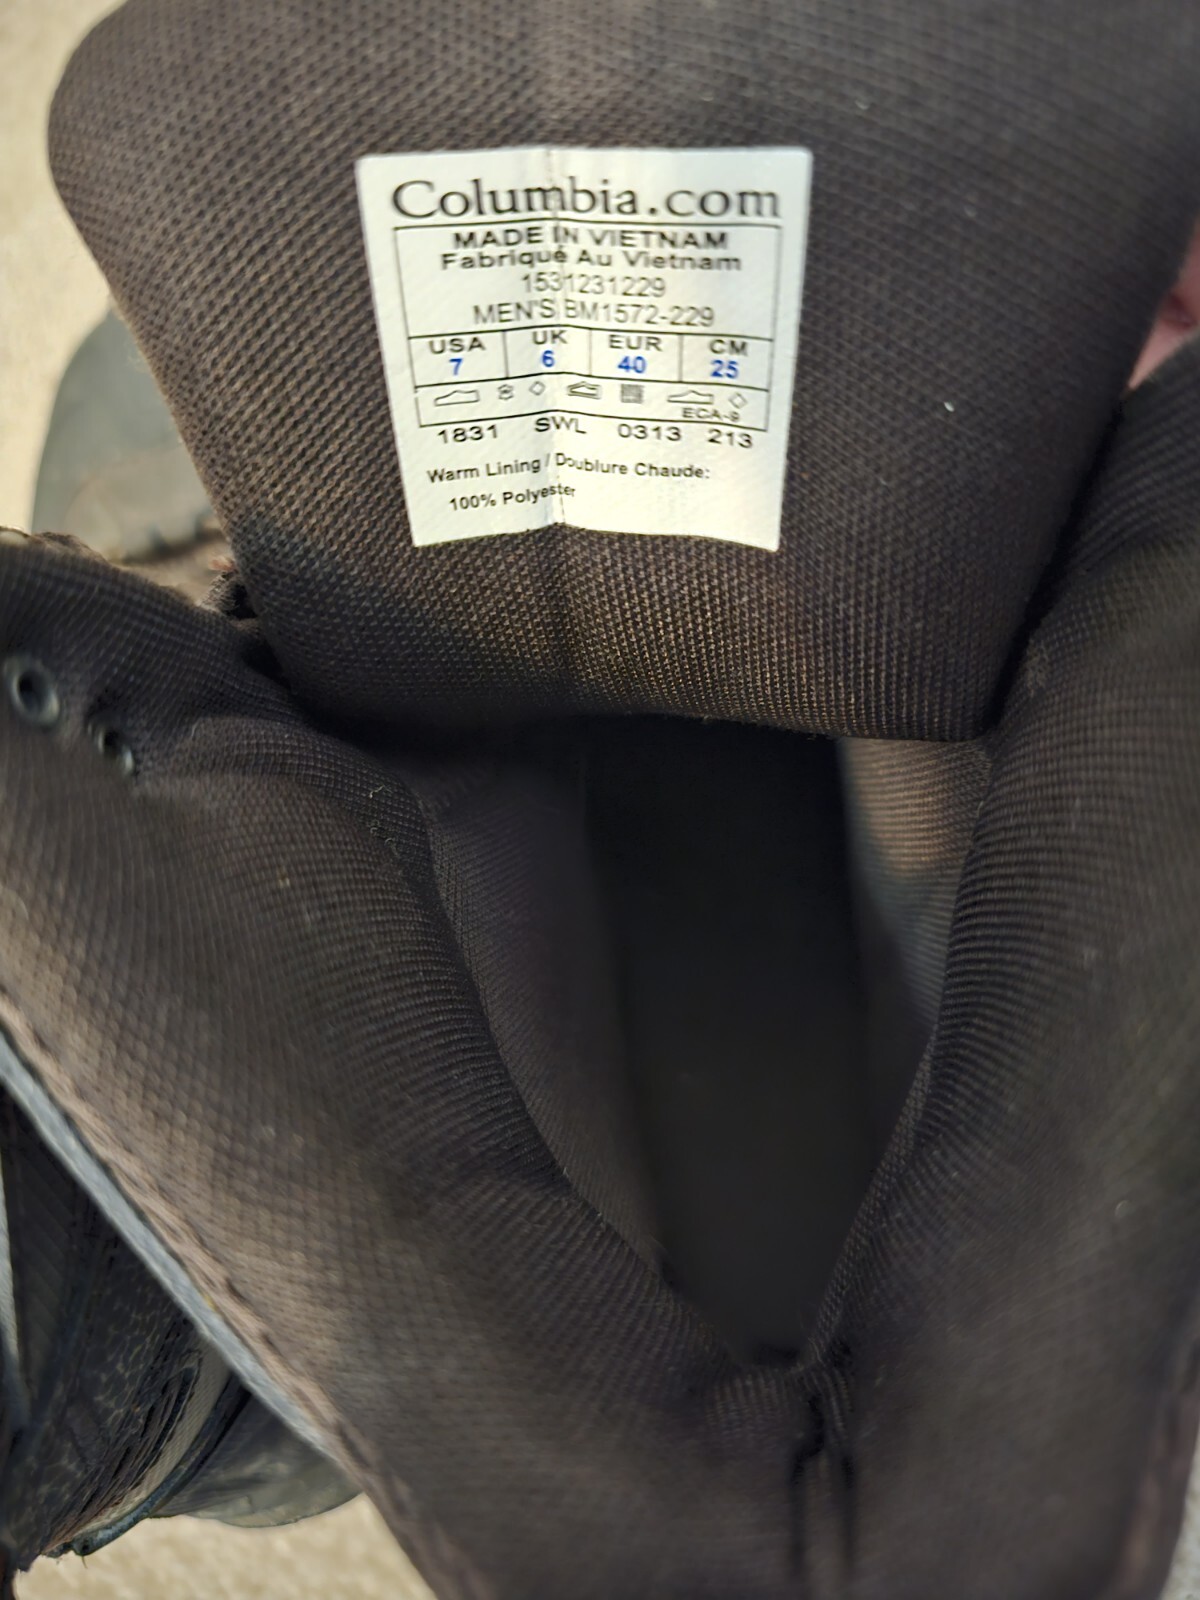 Columbia.com
MADE IN VIETNAM
Fabriqué Au Vietnam
1531231229
MEN'S BM1572-229
USA UK EUR CM
7 6 40 25
ECA-9
1831 SWL 0313 213
Warm Lining / Doublure Chaude:
100% Polyester